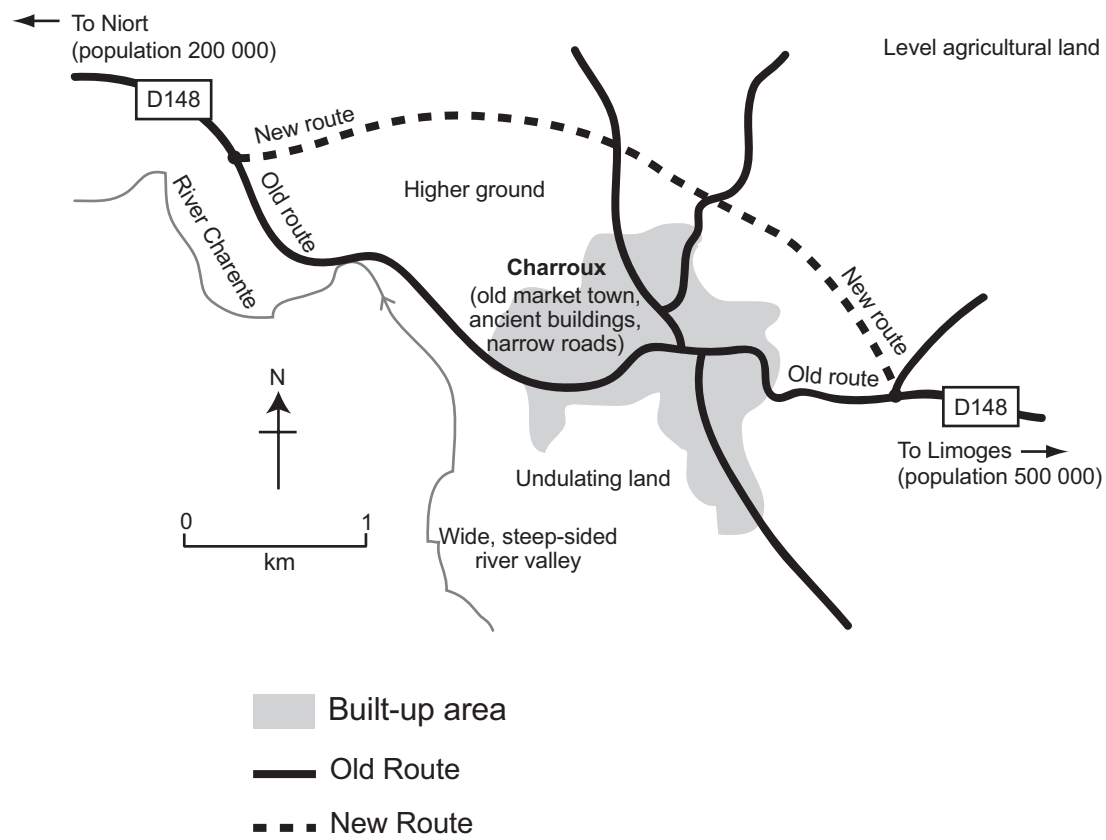 To Niort
(population 200 000)
Level agricultural land
D148
New route
Higher ground
Old route
River Charente
Charroux
(old market town,
ancient buildings,
narrow roads)
New route
Old route
D148
N
To Limoges
(population 500 000)
Undulating land
0 1
km
Wide, steep-sided
river valley
Built-up area
Old Route
New Route